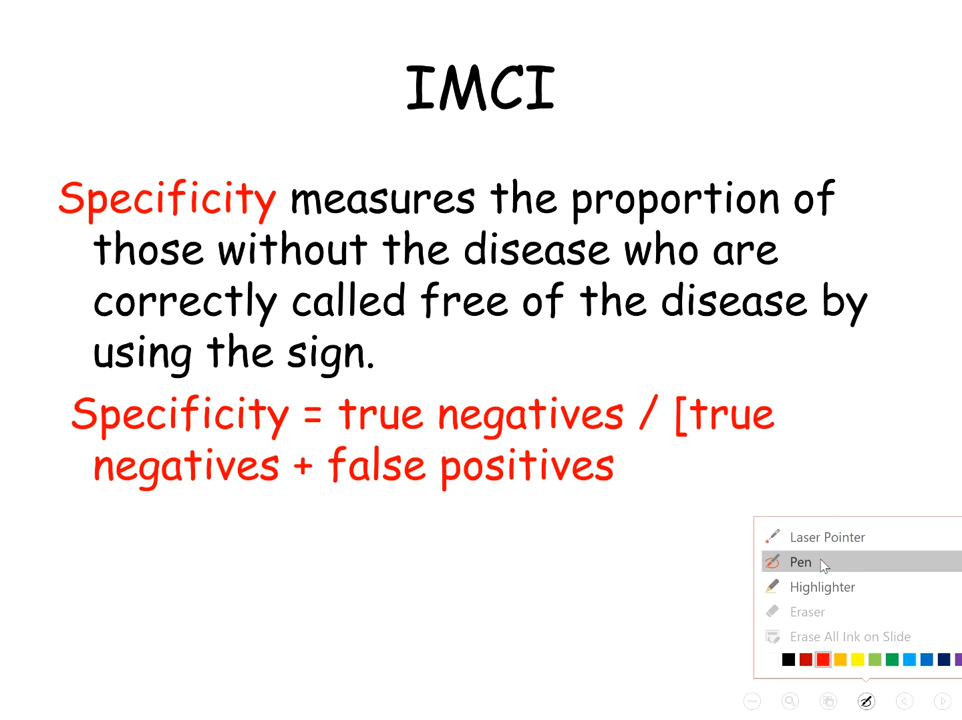 IMCI
Specificity measures the proportion of
those without the disease who are
correctly called free of the disease by
using the sign.
Specificity = true negatives / [true
negatives + false positives
Laser Pointer
Pen
Highlighter
Eraser
Erase All Ink on Slide